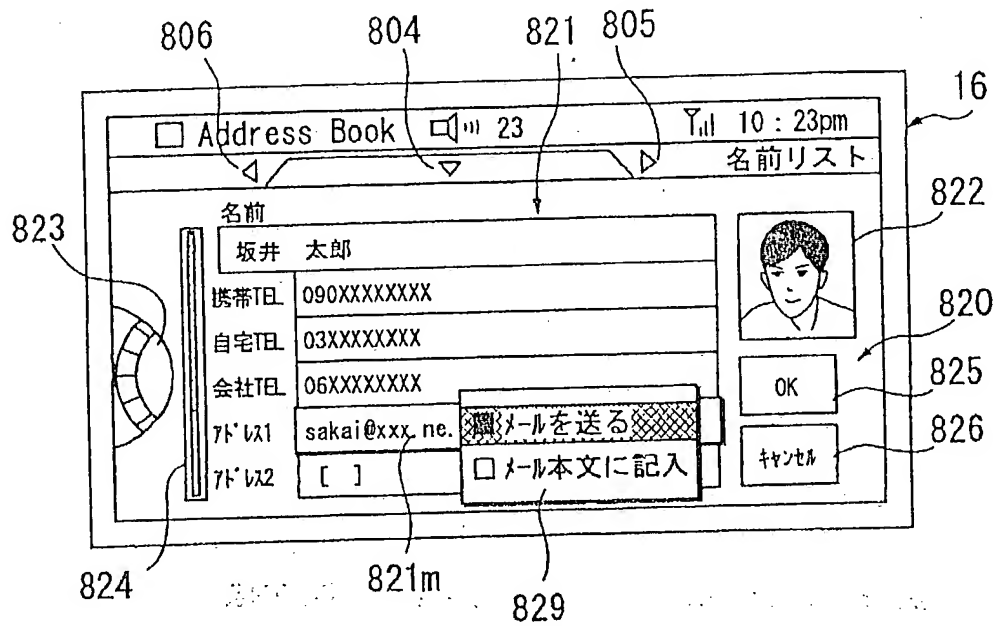 806 804 821 805
16
Address Book 23 10:23pm
名前リスト
名前
坂井 太郎
822
823
携帯TEL 090XXXXXXXX
自宅TEL 03XXXXXXXX
820
会社TEL 06XXXXXXXX
OK
825
アドレス1 sakai@xxx.ne.
メールを送る
826
アドレス2 [ ]
メール本文に記入
キャンセル
824 821m 829